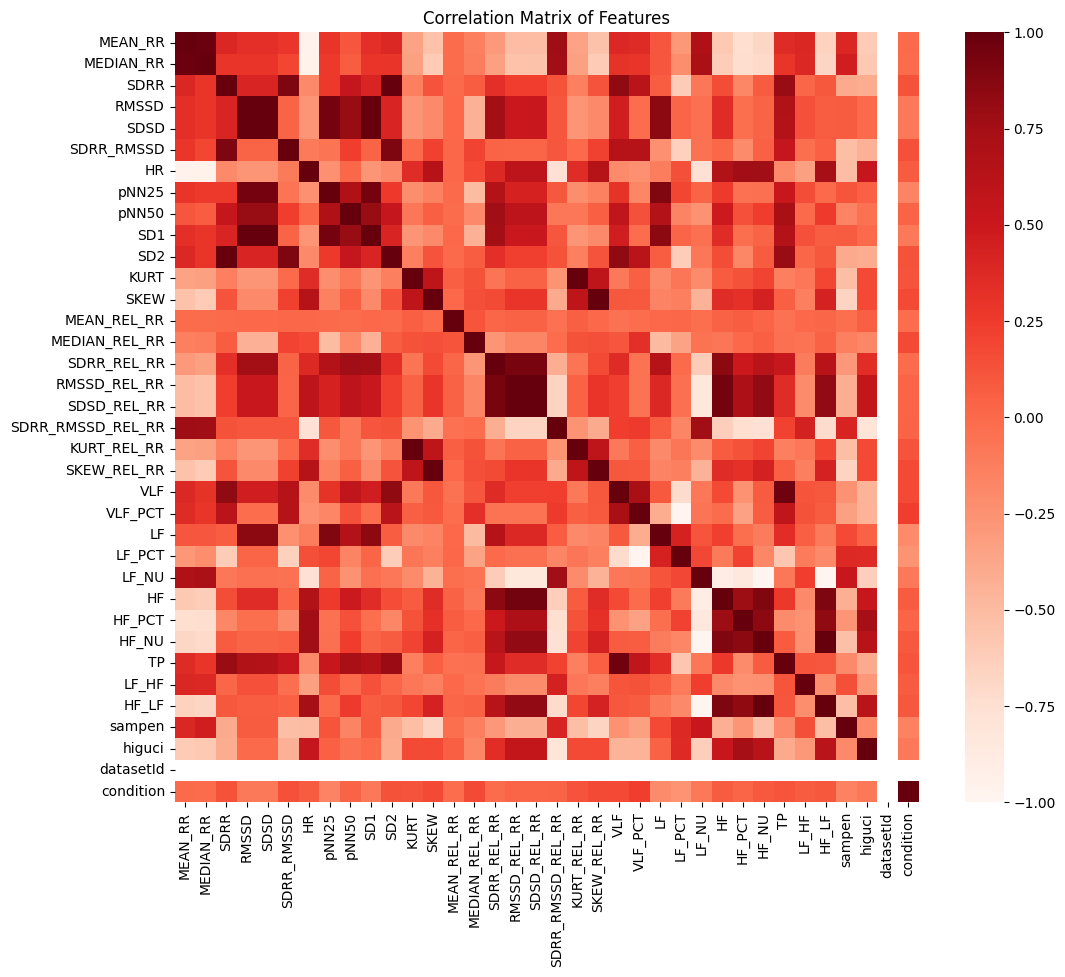 Correlation Matrix of Features
MEAN_RR
MEDIAN_RR
SDRR
RMSSD
SDSD
SDRR_RMSSD
HR
pNN25
pNN50
SD1
SD2
KURT
SKEW
MEAN_REL_RR
MEDIAN_REL_RR
SDRR_REL_RR
RMSSD_REL_RR
SDSD_REL_RR
SDRR_RMSSD_REL_RR
KURT_REL_RR
SKEW_REL_RR
VLF
VLF_PCT
LF
LF_PCT
LF_NU
HF
HF_PCT
HF_NU
TP
LF_HF
HF_LF
sampen
higuci
datasetId
condition
MEAN_RR
MEDIAN_RR
SDRR
RMSSD
SDSD
SDRR_RMSSD
HR
pNN25
pNN50
SD1
SD2
KURT
SKEW
MEAN_REL_RR
MEDIAN_REL_RR
SDRR_REL_RR
RMSSD_REL_RR
SDSD_REL_RR
SDRR_RMSSD_REL_RR
KURT_REL_RR
SKEW_REL_RR
VLF
VLF_PCT
LF
LF_PCT
LF_NU
HF
HF_PCT
HF_NU
TP
LF_HF
HF_LF
sampen
higuci
datasetId
condition
1.00
0.75
0.50
0.25
0.00
−0.25
−0.50
−0.75
−1.00